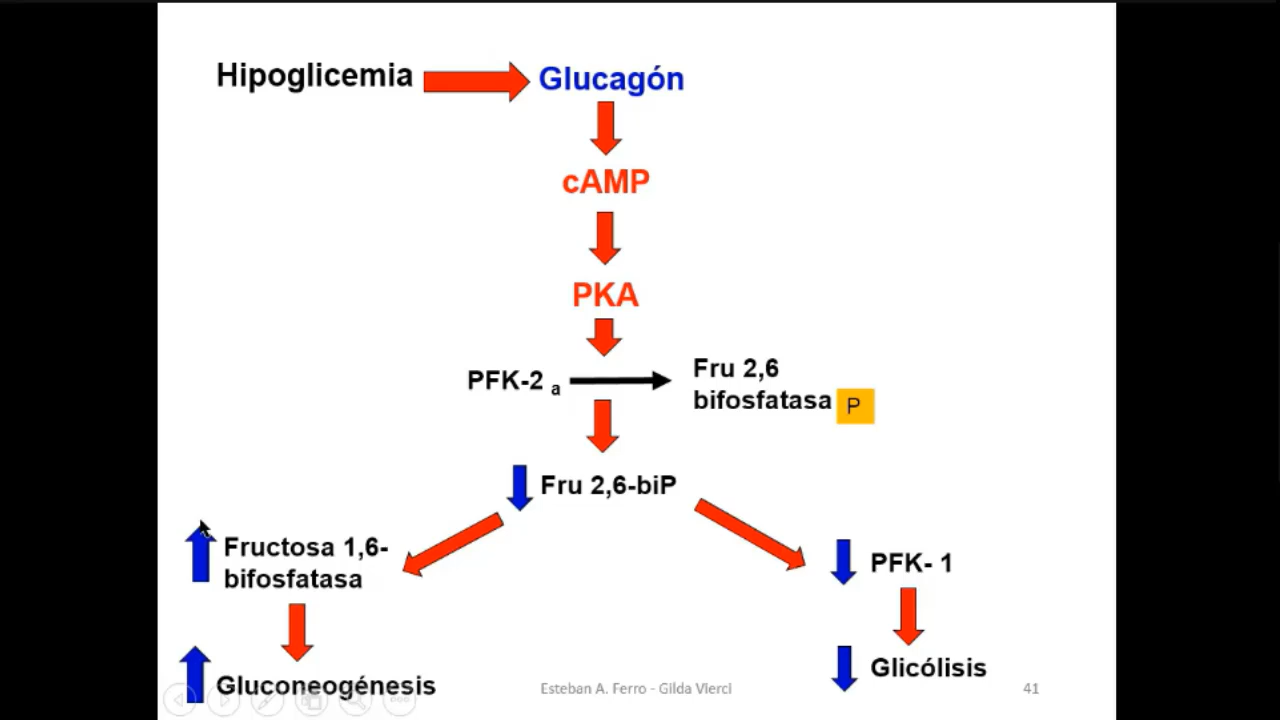 Hipoglicemia
Glucagón
cAMP
PKA
PFK-2 a
Fru 2,6
bifosfatasa P
Fru 2,6-biP
Fructosa 1,6-
bifosfatasa
PFK- 1
Gluconeogénesis
Glicólisis
Esteban A. Ferro - Gilda Vierci
41